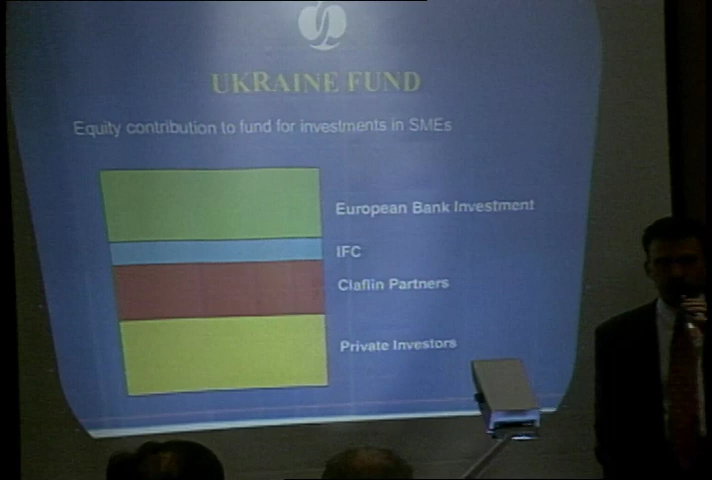 UKRAINE FUND
Equity contribution to fund for investments in SMEs
European Bank Investment
IFC
Claflin Partners
Private Investors